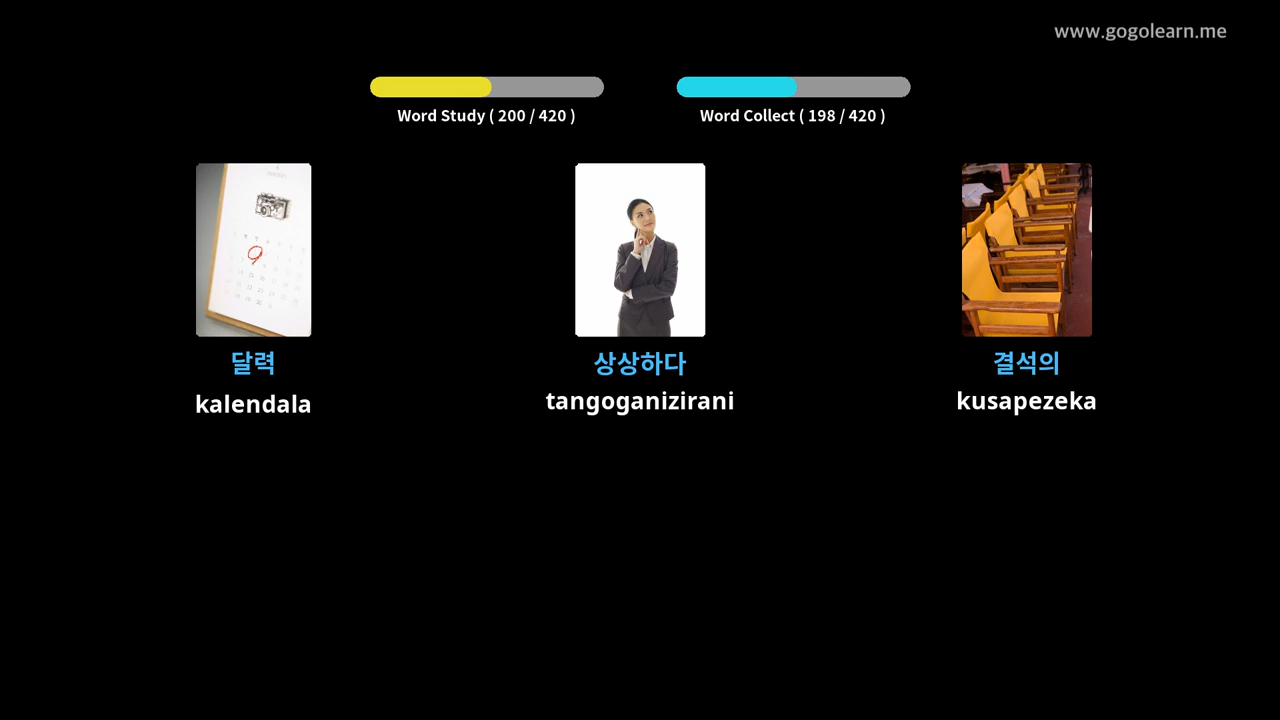 www.gogolearn.me
Word Study ( 200 / 420 )
Word Collect ( 198 / 420 )
달력
상상하다
결석의
kalendala
tangoganizirani
kusapezeka